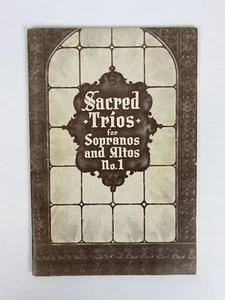 Sacred
Trios
for
Sopranos
and Altos
No. 1